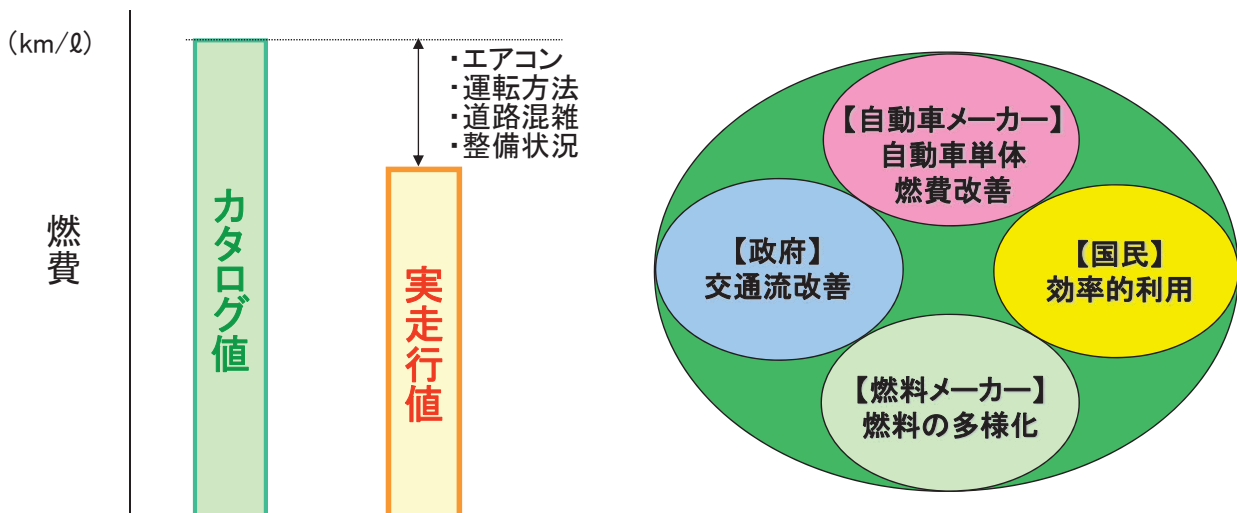 (km/ℓ)
燃費
カタログ値
実走行値
・エアコン
・運転方法
・道路混雑
・整備状況
【自動車メーカー】
自動車単体
燃費改善
【政府】
交通流改善
【国民】
効率的利用
【燃料メーカー】
燃料の多様化